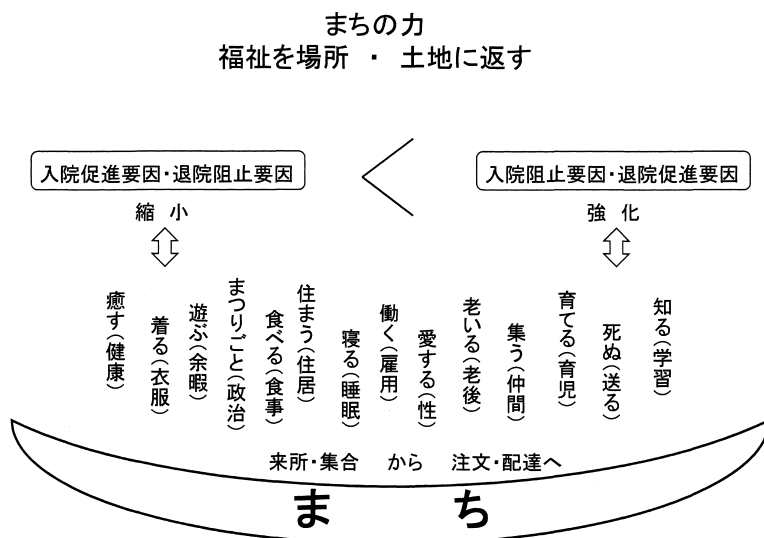 まちの力
福祉を場所 ・ 土地に返す
入院促進要因・退院阻止要因
入院阻止要因・退院促進要因
縮 小
強 化
癒す(健康)
着る(衣服)
遊ぶ(余暇)
まつりごと(政治)
食べる(食事)
住まう(住居)
寝る(睡眠)
働く(雇用)
愛する(性)
老いる(老後)
集う(仲間)
育てる(育児)
死ぬ(送る)
知る(学習)
来所・集合 から 注文・配達へ
まち